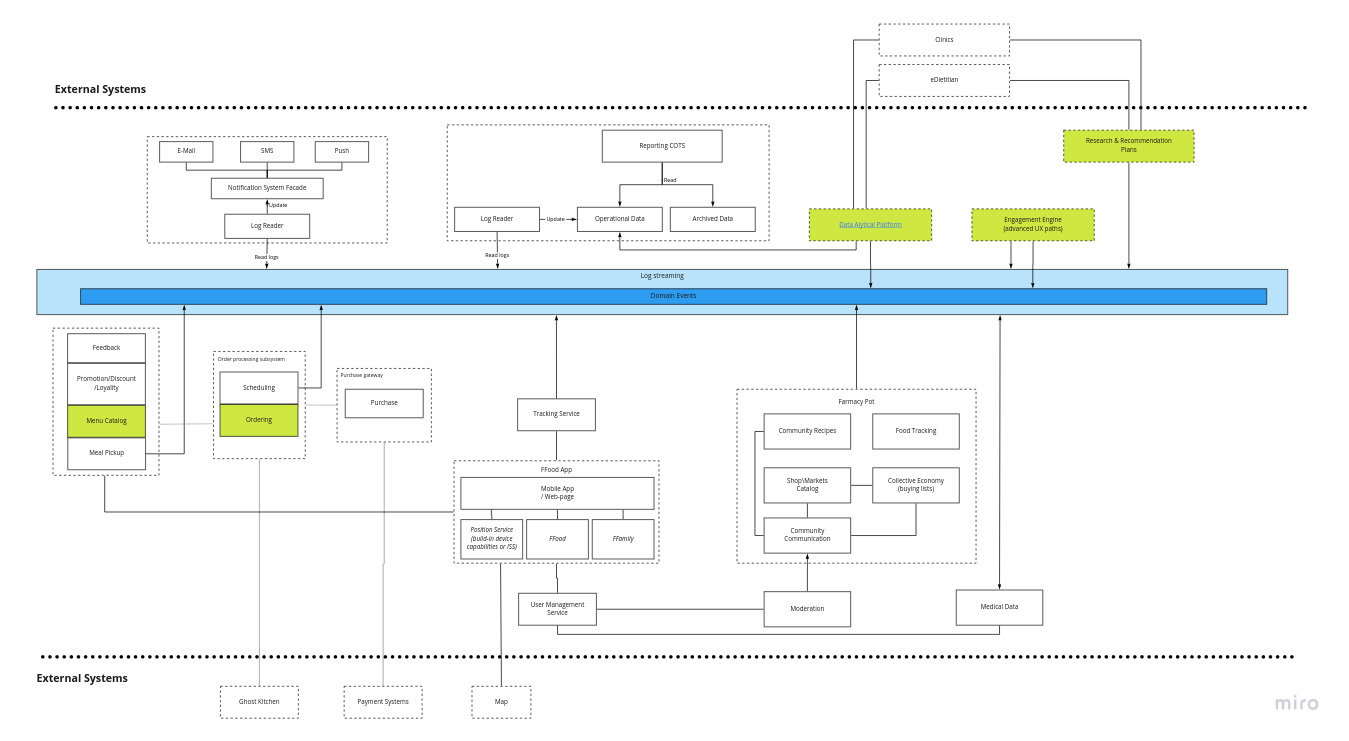 Clinics
eDietitian
External Systems
E-Mail
SMS
Push
Notification System Facade
Update
Log Reader
Read logs
Reporting COTS
Read
Log Reader
Update
Operational Data
Archived Data
Read logs
Research & Recommendation
Plans
Data Alytical Platform
Engagement Engine
(advanced UX paths)
Log streaming
Domain Events
Feedback
Promotion/Discount
/Loyality
Menu Catalog
Meal Pickup
Order processing subsystem
Scheduling
Ordering
Purchase gateway
Purchase
Tracking Service
FFood App
Mobile App
/ Web-page
Position Service
(build-in device
capabilities or ISS)
FFood
FFamily
User Management
Service
Farmacy Pot
Community Recipes
Food Tracking
Shop\Markets
Catalog
Collective Economy
(buying lists)
Community
Communication
Moderation
Medical Data
External Systems
Ghost Kitchen
Payment Systems
Map
miro